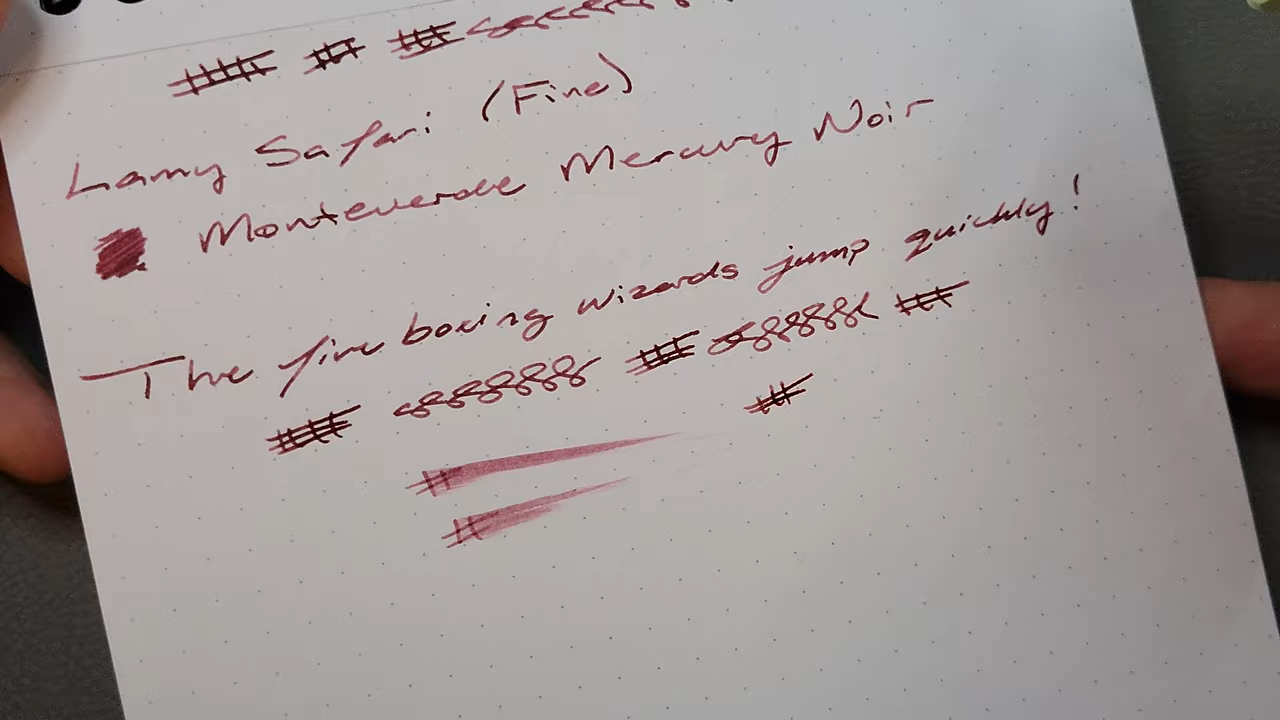 Lamy Safari (Fine)
Monteverde Mercury Noir
The five boxing wizards jump quickly!